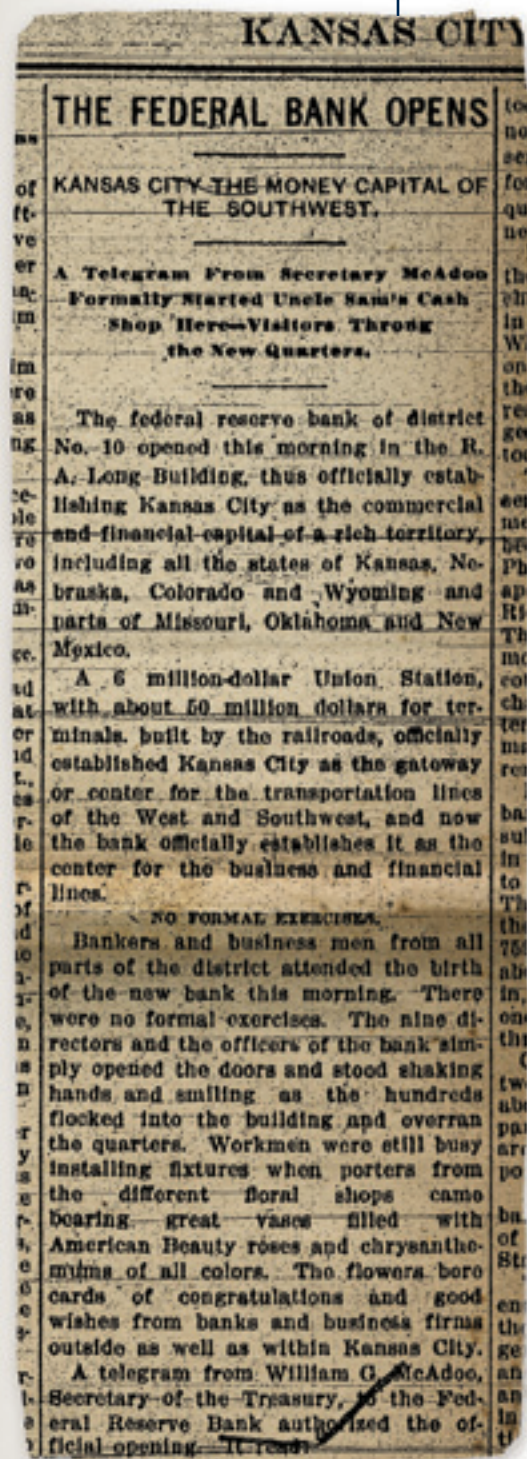 KANSAS CITY
THE FEDERAL BANK OPENS
KANSAS CITY THE MONEY CAPITAL OF
THE SOUTHWEST.
A Telegram From Secretary McAdoo
Formally Started Uncle Sam's Cash
Shop Here—Visitors Throng
the New Quarters.
The federal reserve bank of district
No. 10 opened this morning in the R.
A. Long Building, thus officially estab-
lishing Kansas City as the commercial
and financial capital of a rich territory,
including all the states of Kansas, Ne-
braska, Colorado and Wyoming and
parts of Missouri, Oklahoma and New
Mexico.
A 6 million-dollar Union Station,
with about 50 million dollars for ter-
minals, built by the railroads, officially
established Kansas City as the gateway
or center for the transportation lines
of the West and Southwest, and now
the bank officially establishes it as the
center for the business and financial
lines.
NO FORMAL EXERCISES.
Bankers and business men from all
parts of the district attended the birth
of the new bank this morning. There
were no formal exercises. The nine di-
rectors and the officers of the bank sim-
ply opened the doors and stood shaking
hands and smiling as the hundreds
flocked into the building and overran
the quarters. Workmen were still busy
installing fixtures when porters from
the different floral shops came
bearing great vases filled with
American Beauty roses and chrysanthe-
mums of all colors. The flowers bore
cards of congratulations and good
wishes from banks and business firms
outside as well as within Kansas City.
A telegram from William G. McAdoo,
Secretary of the Treasury, to the Fed-
eral Reserve Bank authorized the of-
ficial opening. It read: